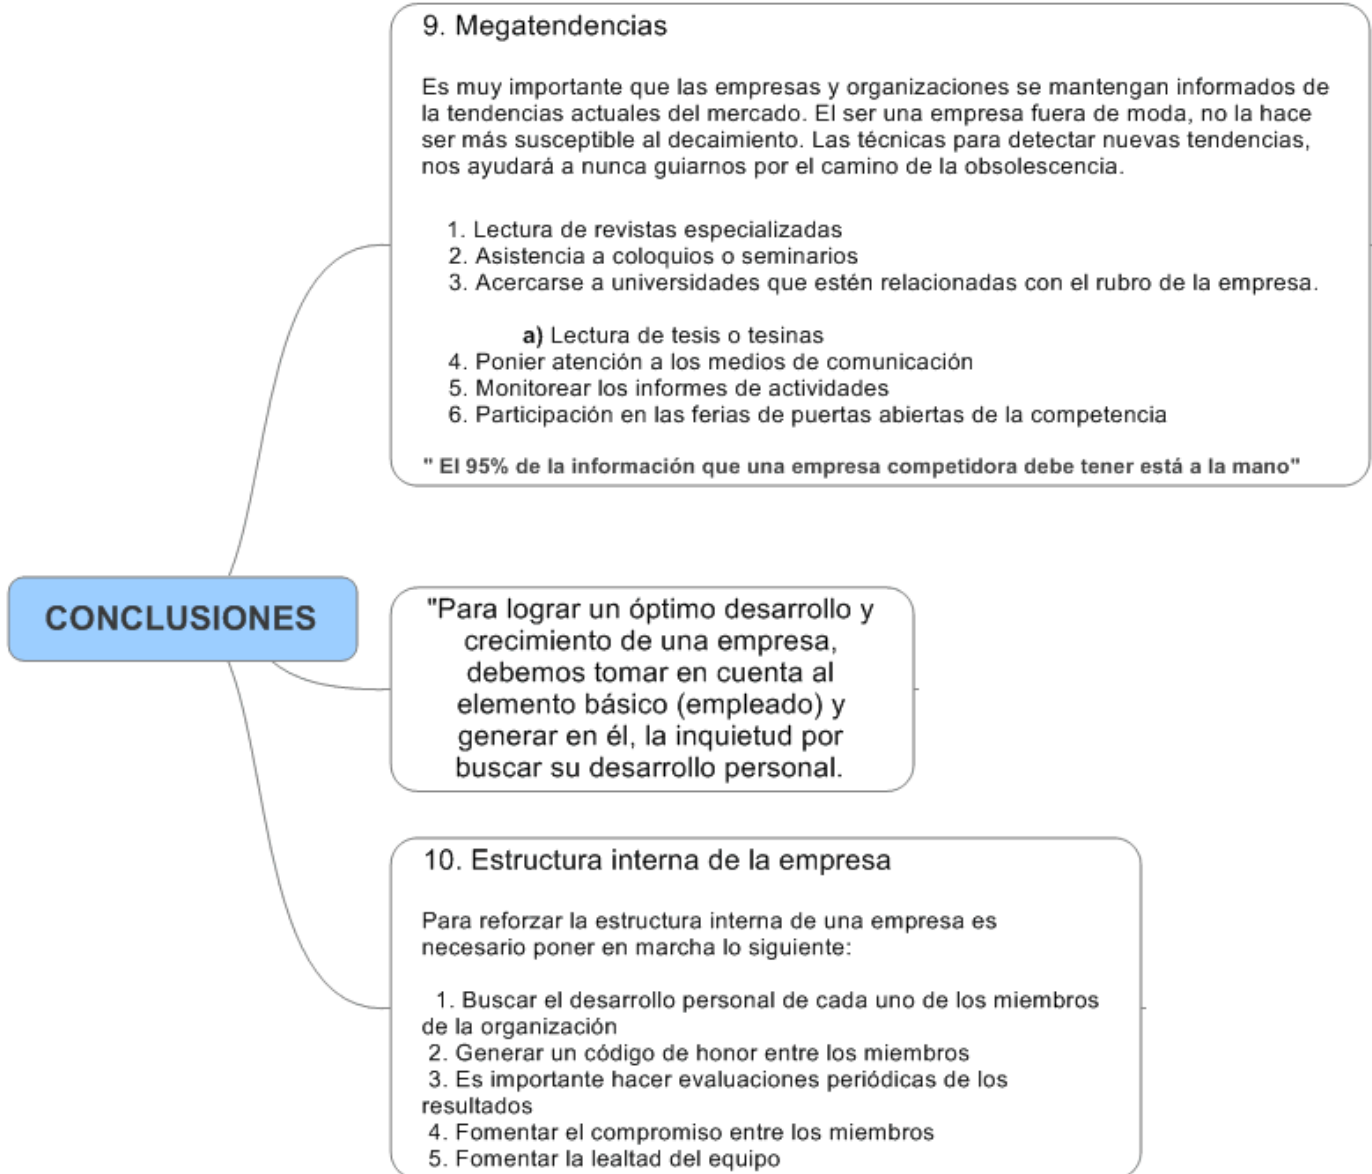 9. Megatendencias
Es muy importante que las empresas y organizaciones se mantengan informados de
la tendencias actuales del mercado. El ser una empresa fuera de moda, no la hace
ser más susceptible al decaimiento. Las técnicas para detectar nuevas tendencias,
nos ayudará a nunca guiarnos por el camino de la obsolescencia.
1. Lectura de revistas especializadas
2. Asistencia a coloquios o seminarios
3. Acercarse a universidades que estén relacionadas con el rubro de la empresa.
a) Lectura de tesis o tesinas
4. Ponier atención a los medios de comunicación
5. Monitorear los informes de actividades
6. Participación en las ferias de puertas abiertas de la competencia
" El 95% de la información que una empresa competidora debe tener está a la mano"
CONCLUSIONES
"Para lograr un óptimo desarrollo y
crecimiento de una empresa,
debemos tomar en cuenta al
elemento básico (empleado) y
generar en él, la inquietud por
buscar su desarrollo personal.
10. Estructura interna de la empresa
Para reforzar la estructura interna de una empresa es
necesario poner en marcha lo siguiente:
1. Buscar el desarrollo personal de cada uno de los miembros
de la organización
2. Generar un código de honor entre los miembros
3. Es importante hacer evaluaciones periódicas de los
resultados
4. Fomentar el compromiso entre los miembros
5. Fomentar la lealtad del equipo